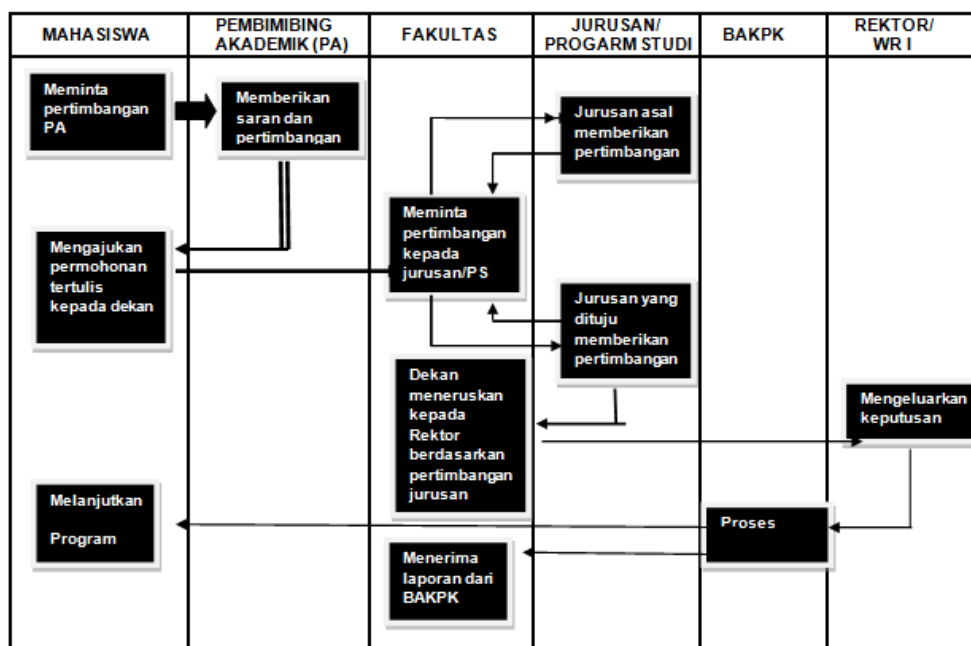 MAHASISWA
PEMBIMIBING
AKADEMIK (PA)
FAKULTAS
JURUSAN/
PROGARM STUDI
BAKPK
REKTOR/
WR I
Meminta
pertimbangan
PA
Memberikan
saran dan
pertimbangan
Jurusan asal
memberikan
pertimbangan
Meminta
pertimbangan
kepada
jurusan/PS
Mengajukan
permohonan
tertulis
kepada dekan
Jurusan yang
dituju
memberikan
pertimbangan
Dekan
meneruskan
kepada
Rektor
berdasarkan
pertimbangan
jurusan
Mengeluarkan
keputusan
Melanjutkan
Program
Proses
Menerima
laporan dari
BAKPK